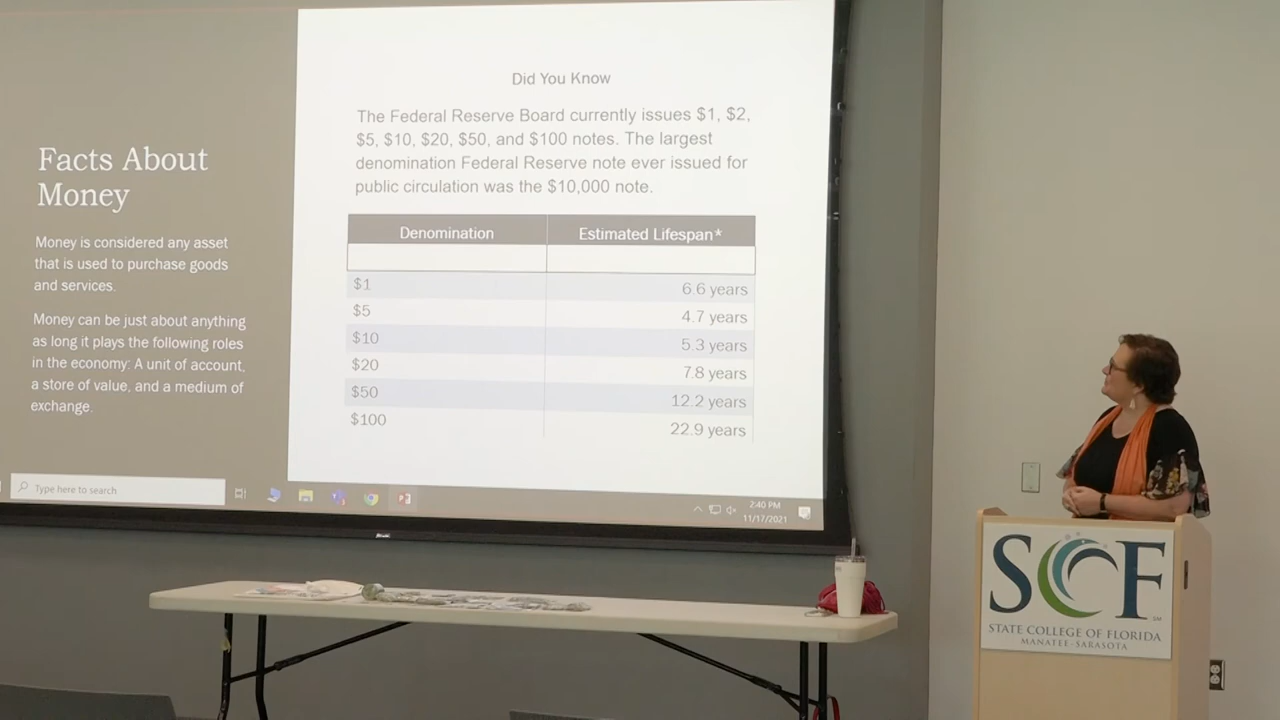 Facts About
Money
Money is considered any asset
that is used to purchase goods
and services.
Money can be just about anything
as long it plays the following roles
in the economy: A unit of account,
a store of value, and a medium of
exchange.
Did You Know
The Federal Reserve Board currently issues $1, $2,
$5, $10, $20, $50, and $100 notes. The largest
denomination Federal Reserve note ever issued for
public circulation was the $10,000 note.
Denomination Estimated Lifespan*
$1 6.6 years
$5 4.7 years
$10 5.3 years
$20 7.8 years
$50 12.2 years
$100 22.9 years
Type here to search
2:40 PM
11/17/2021
SCF
SM
STATE COLLEGE OF FLORIDA
MANATEE-SARASOTA